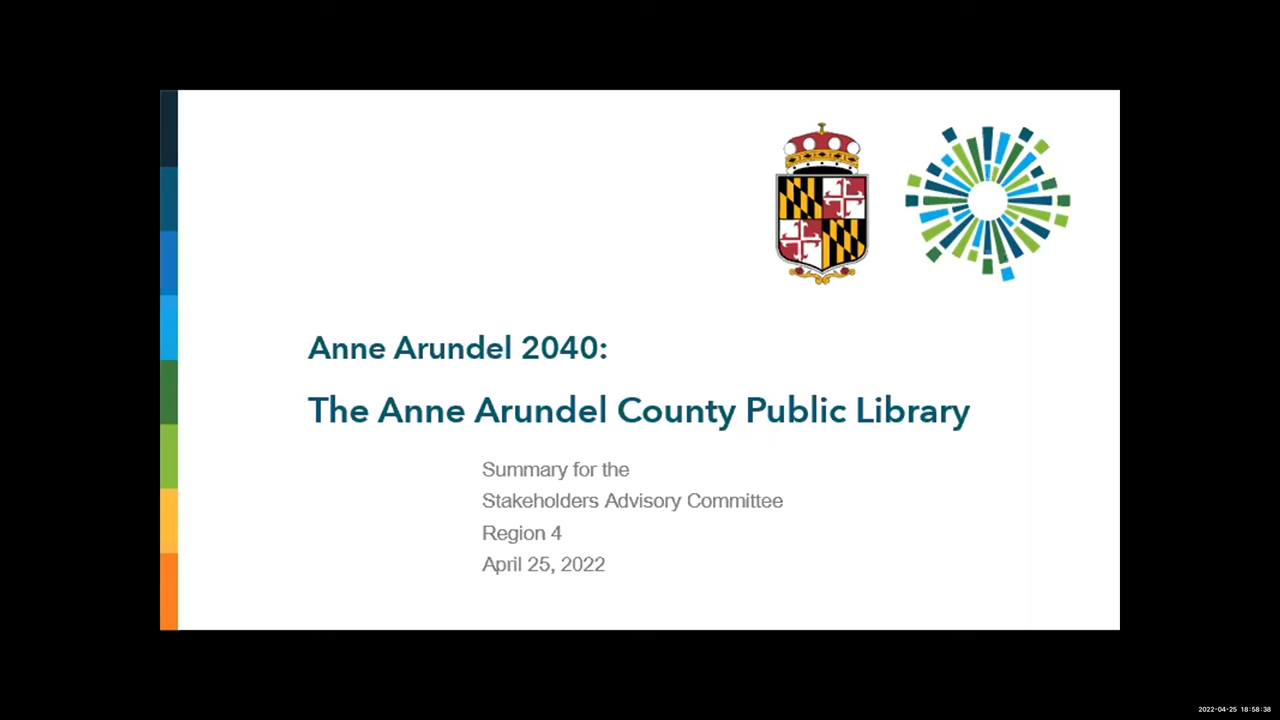 Anne Arundel 2040:
The Anne Arundel County Public Library
Summary for the
Stakeholders Advisory Committee
Region 4
April 25, 2022
2022-04-25 18:58:38